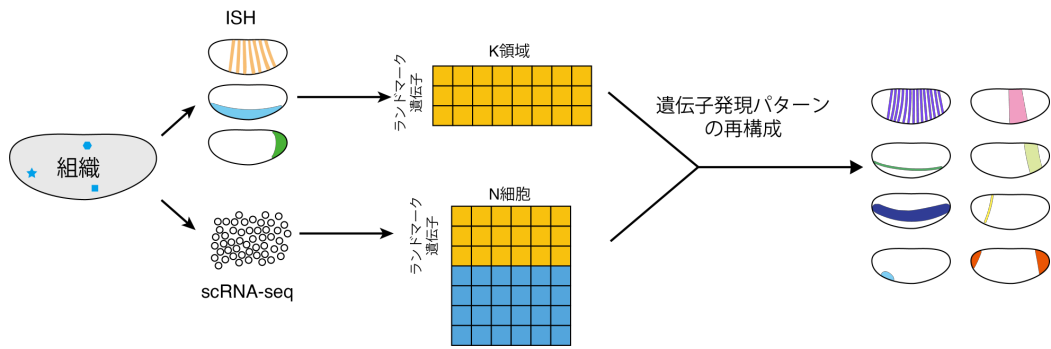 ISH
K領域
ランドマーク
遺伝子
組織
遺伝子発現パターン
の再構成
N細胞
ランドマーク
遺伝子
scRNA-seq